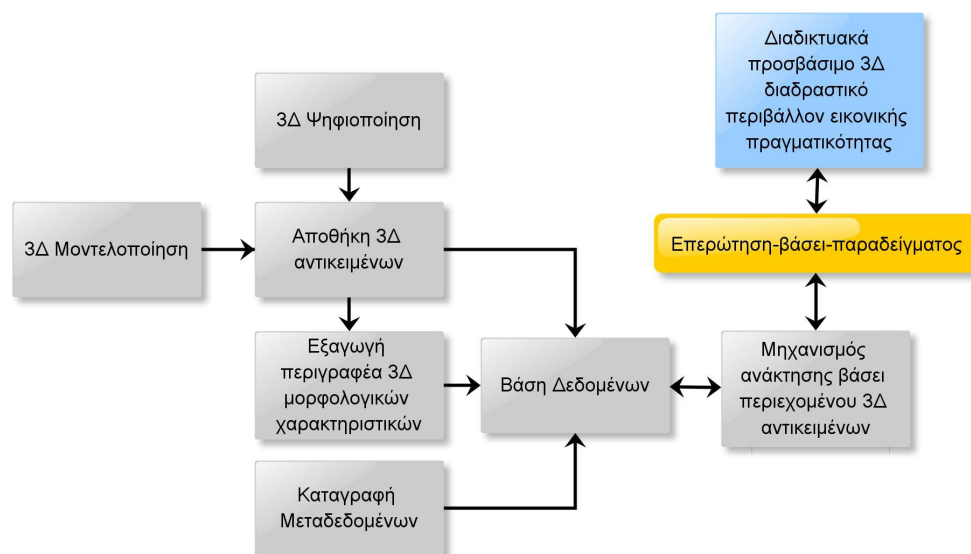 Διαδικτυακά
προσβάσιμο 3Δ
διαδραστικό
περιβάλλον εικονικής
πραγματικότητας
3Δ Ψηφιοποίηση
3Δ Μοντελοποίηση
Αποθήκη 3Δ
αντικειμένων
Επερώτηση-βάσει-παραδείγματος
Εξαγωγή
περιγραφέα 3Δ
μορφολογικών
χαρακτηριστικών
Βάση Δεδομένων
Μηχανισμός
ανάκτησης βάσει
περιεχομένου 3Δ
αντικειμένων
Καταγραφή
Μεταδεδομένων